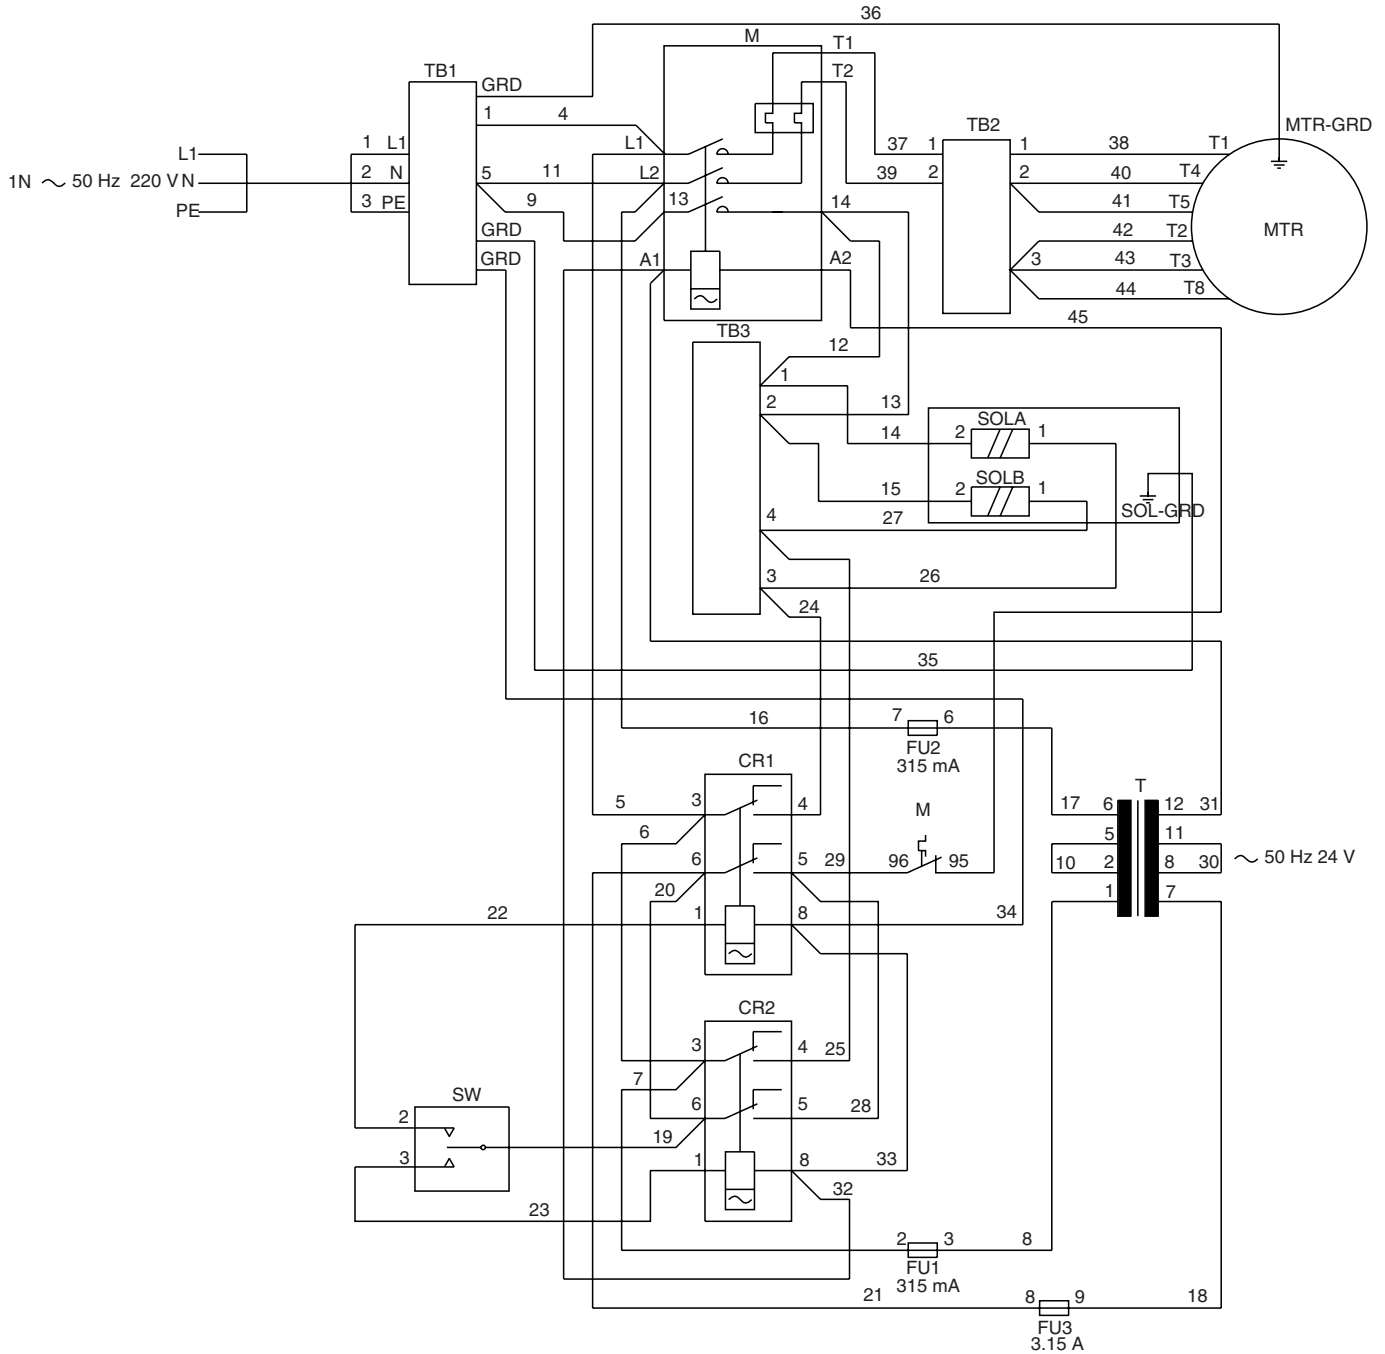 36
M
T1
TB1
T2
GRD
1
4
TB2
MTR-GRD
L1
1
L1
L1
37
1
1
38
T1
1N ~ 50 Hz 220 V N
2
N
5
11
L2
39
2
2
40
T4
PE
3
PE
9
13
14
41
T5
GRD
42
T2
MTR
GRD
A1
A2
3
43
T3
44
T8
45
TB3
12
1
2
13
SOLA
14
2
1
SOLB
15
2
1
4
27
SOL-GRD
3
26
24
35
16
7
6
FU2
315 mA
CR1
T
5
3
4
M
17
6
12
31
6
5
11
6
5
29
96
95
10
2
8
30
~ 50 Hz 24 V
20
1
7
22
1
8
34
CR2
3
4
25
7
SW
6
5
28
2
19
3
1
8
33
32
23
2
3
8
FU1
315 mA
21
8
9
18
FU3
3.15 A